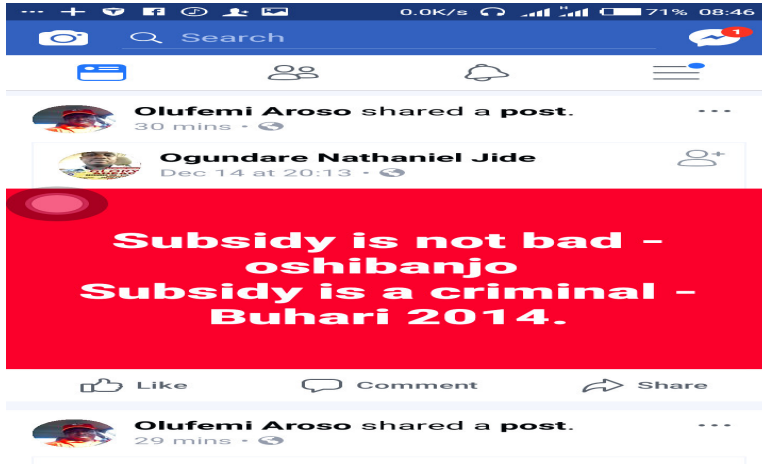 0.0K/s 71% 08:46
Search
1
Olufemi Aroso shared a post.
30 mins
Ogundare Nathaniel Jide
Dec 14 at 20:13
Subsidy is not bad -
oshibanjo
Subsidy is a criminal -
Buhari 2014.
Like Comment Share
Olufemi Aroso shared a post.
29 mins